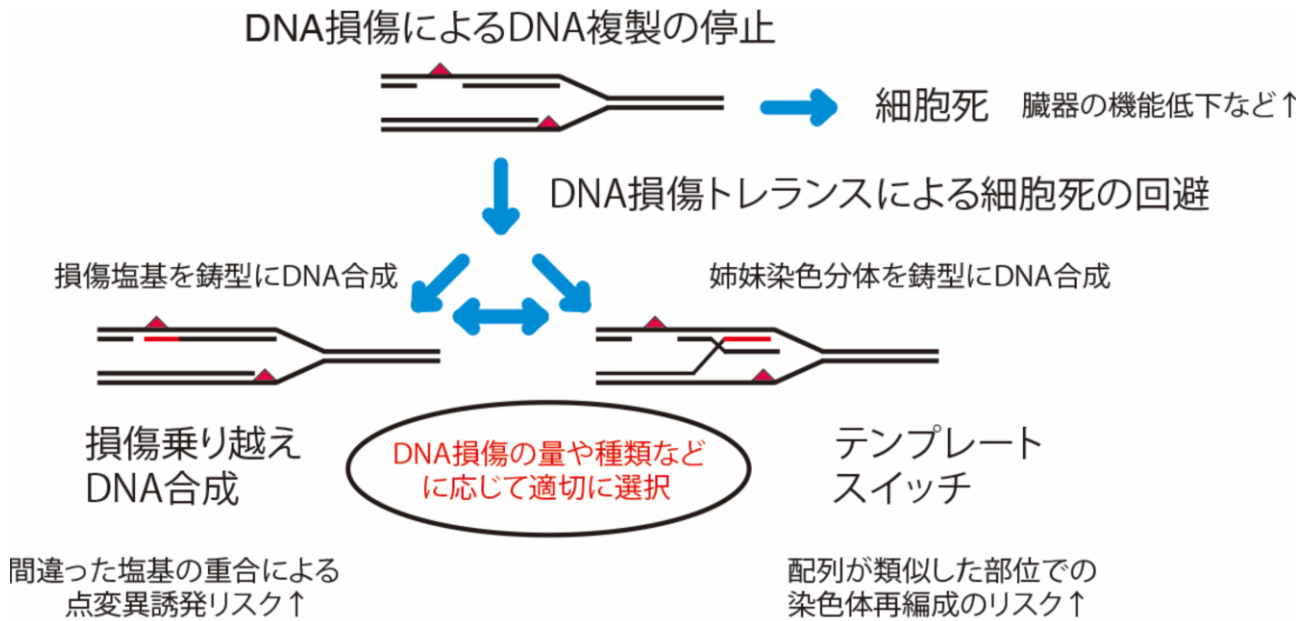 DNA損傷によるDNA複製の停止
細胞死 臓器の機能低下など↑
DNA損傷トレランスによる細胞死の回避
損傷塩基を鋳型にDNA合成
姉妹染色分体を鋳型にDNA合成
損傷乗り越え
DNA合成
DNA損傷の量や種類など
に応じて適切に選択
テンプレート
スイッチ
間違った塩基の重合による
点変異誘発リスク↑
配列が類似した部位での
染色体再編成のリスク↑